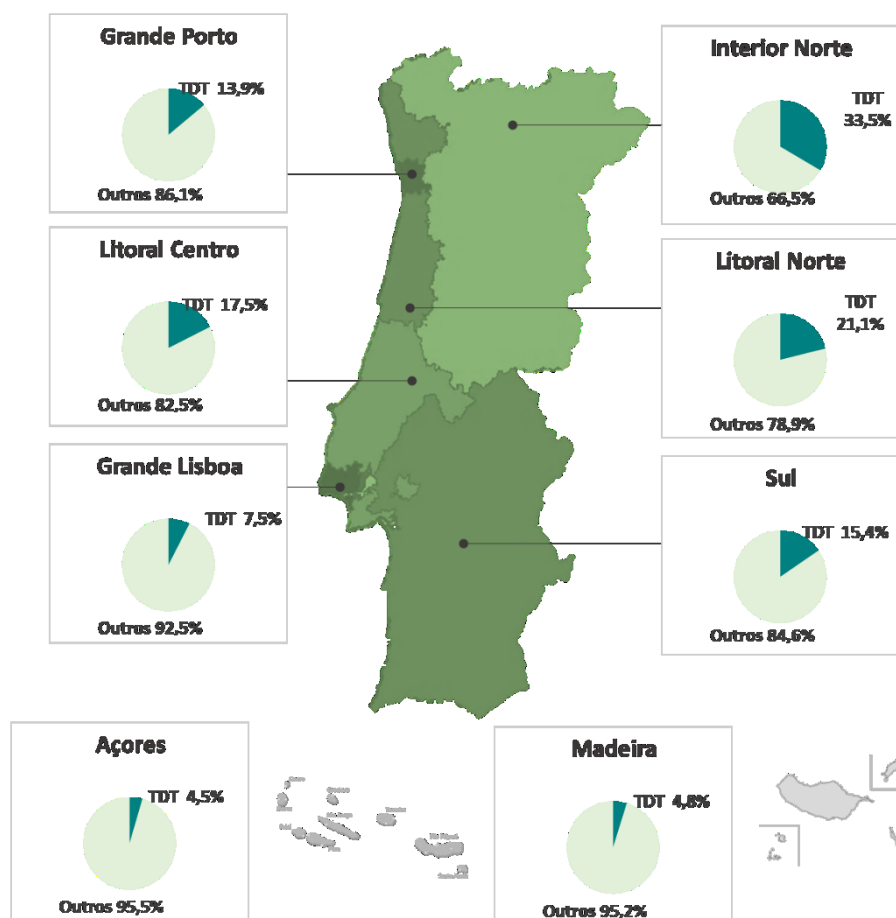 Grande Porto
TDT 13,9%
Outros 86,1%
Interior Norte
TDT
33,5%
Outros 66,5%
Litoral Centro
TDT 17,5%
Outros 82,5%
Litoral Norte
TDT
21,1%
Outros 78,9%
Grande Lisboa
TDT 7,5%
Outros 92,5%
Sul
TDT 15,4%
Outros 84,6%
Açores
TDT 4,5%
Outros 95,5%
Madeira
TDT 4,8%
Outros 95,2%